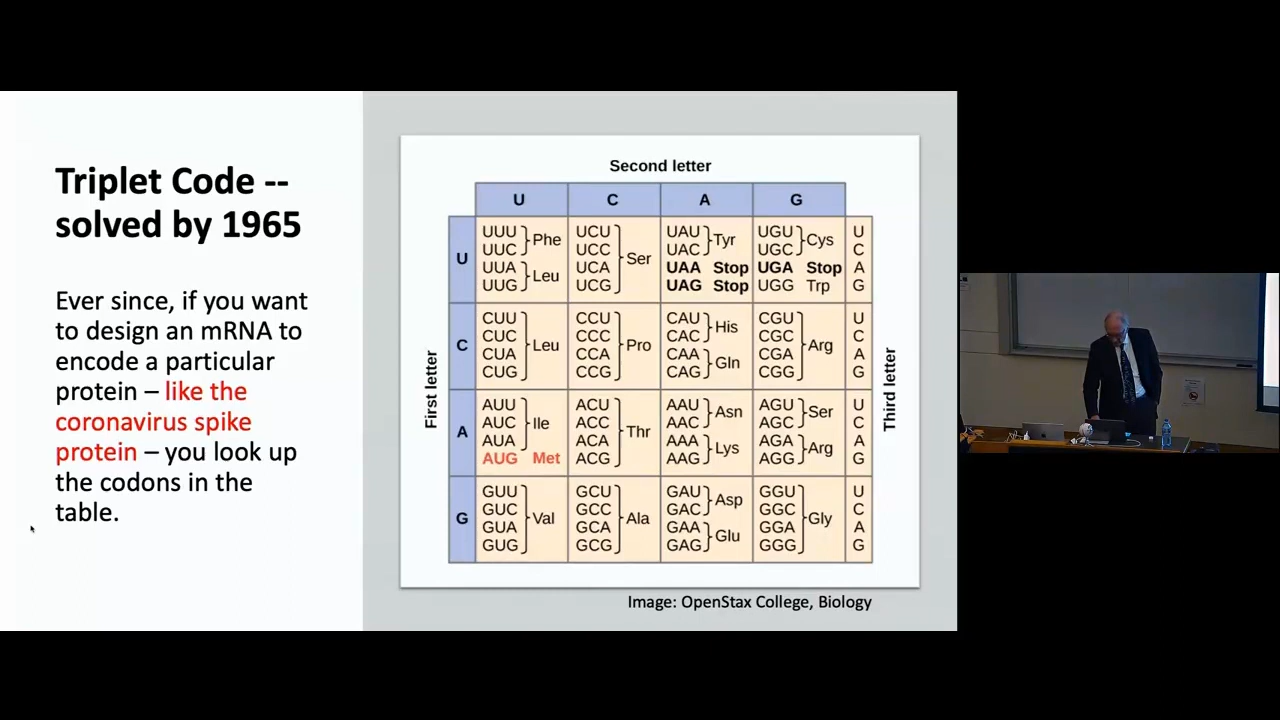 Triplet Code --
solved by 1965
Ever since, if you want
to design an mRNA to
encode a particular
protein – like the
coronavirus spike
protein – you look up
the codons in the
table.
Second letter
U C A G
First letter
U
UUU UUC Phe
UUA UUG Leu
UCU UCC UCA UCG Ser
UAU UAC Tyr
UAA Stop
UAG Stop
UGU UGC Cys
UGA Stop
UGG Trp
U C A G
C
CUU CUC CUA CUG Leu
CCU CCC CCA CCG Pro
CAU CAC His
CAA CAG Gln
CGU CGC CGA CGG Arg
U C A G
A
AUU AUC AUA Ile
AUG Met
ACU ACC ACA ACG Thr
AAU AAC Asn
AAA AAG Lys
AGU AGC Ser
AGA AGG Arg
U C A G
G
GUU GUC GUA GUG Val
GCU GCC GCA GCG Ala
GAU GAC Asp
GAA GAG Glu
GGU GGC GGA GGG Gly
U C A G
Third letter
Image: OpenStax College, Biology